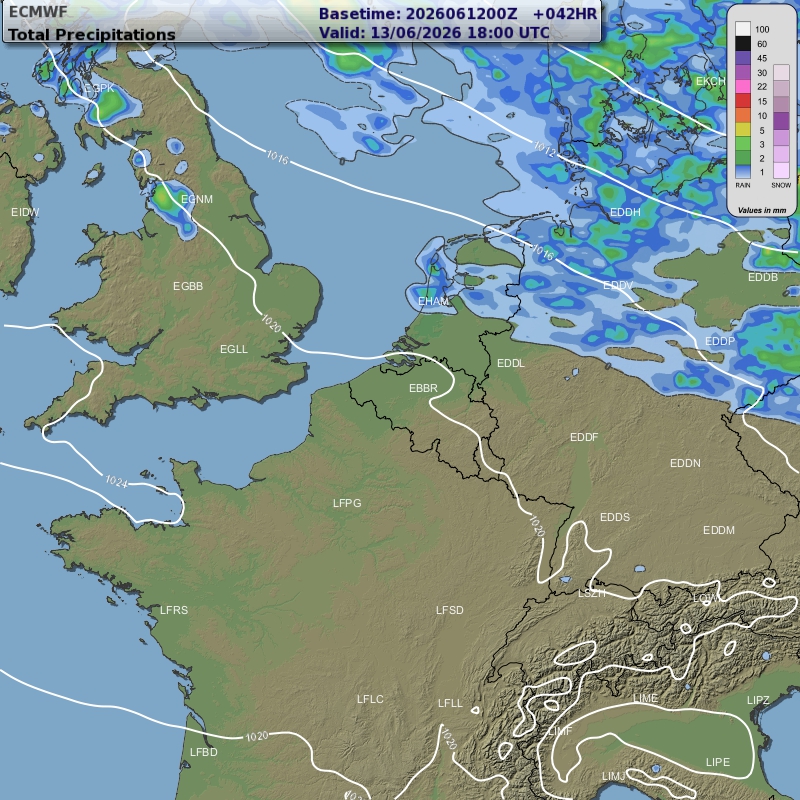 ECMWF
Basetime: 2026061200Z +042HR
Total Precipitations
Valid: 13/06/2026 18:00 UTC
100
60
45
30
22
15
10
5
3
2
1
RAIN SNOW
Values in mm
EGPK
EKCH
1016
1012
EIDW
EGNM
EDDH
1016
EGBB
EHAM
EDDV
EDDB
1020
EGLL
EDDP
EDDL
EBBR
EDDF
EDDN
1024
LFPG
1020
EDDS
EDDM
LFRS
LFSD
LSZH
LOWI
LFLC
LFLL
LIME
LIPZ
LIMF
1020
1020
LFBD
LIPE
LIMJ